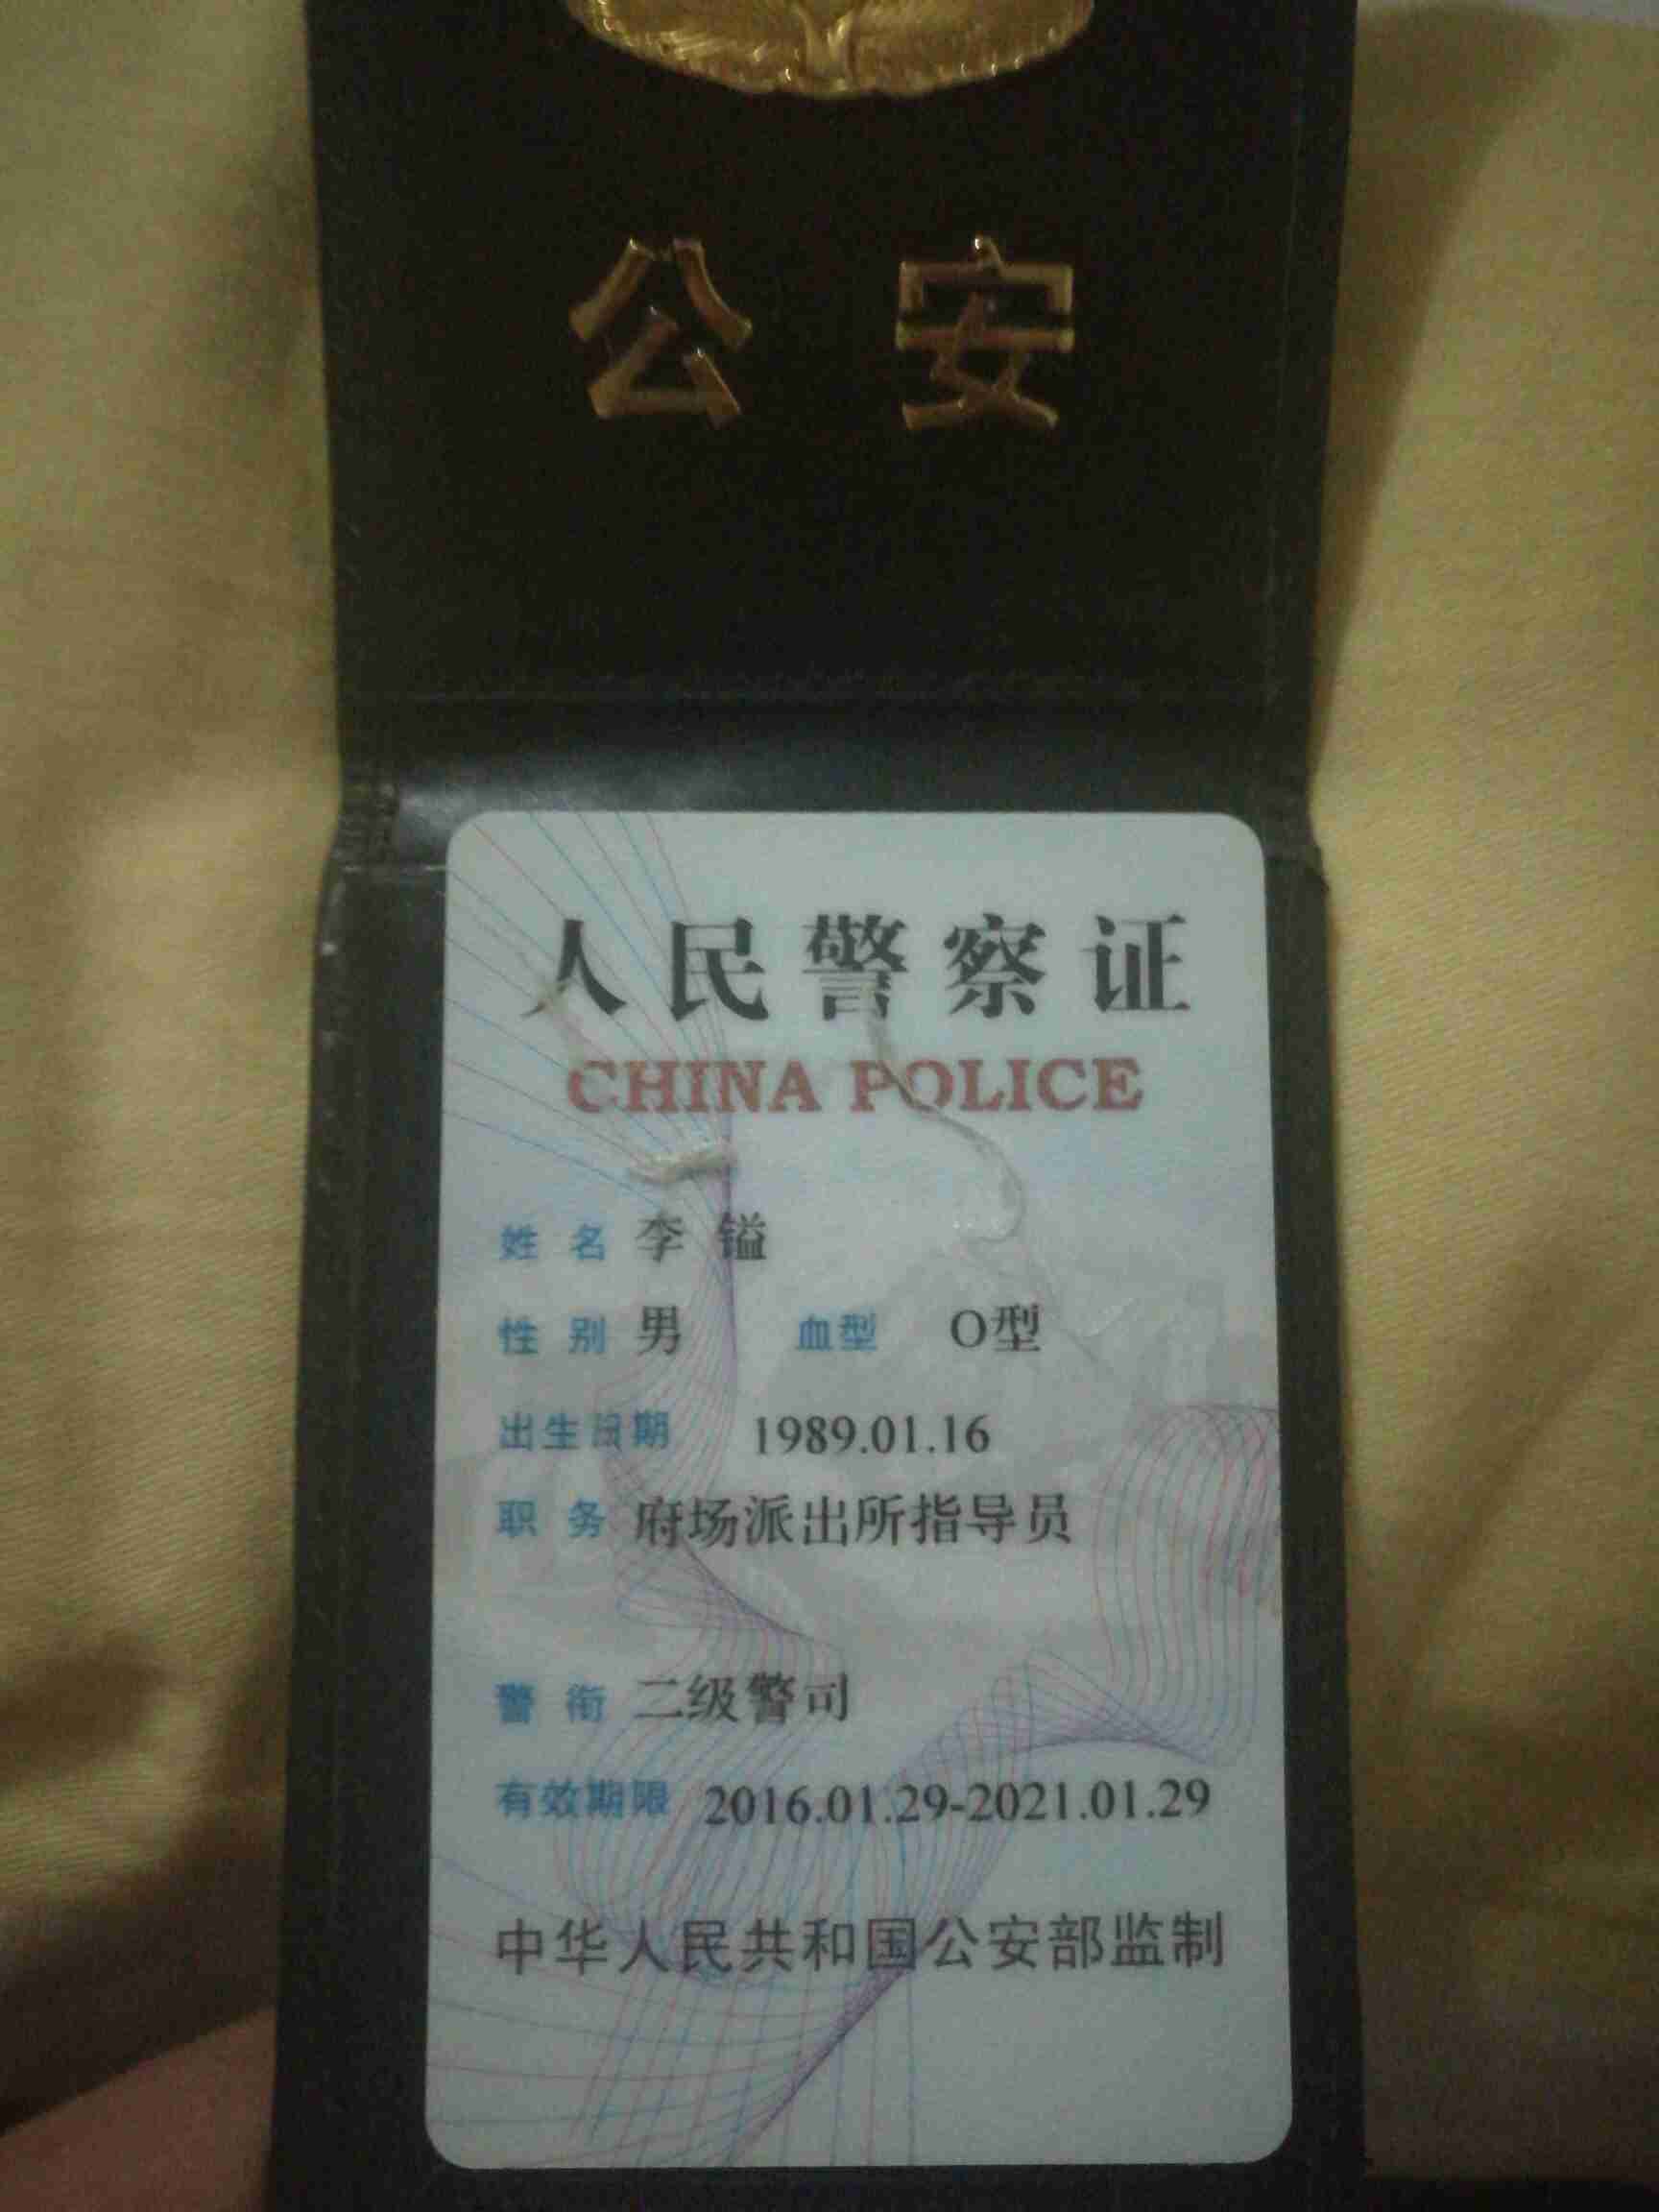 公安
人民警察证
CHINA POLICE
姓名 李镒
性别 男 血型 O型
出生日期 1989.01.16
职务 府场派出所指导员
警衔 二级警司
有效期限 2016.01.29-2021.01.29
中华人民共和国公安部监制